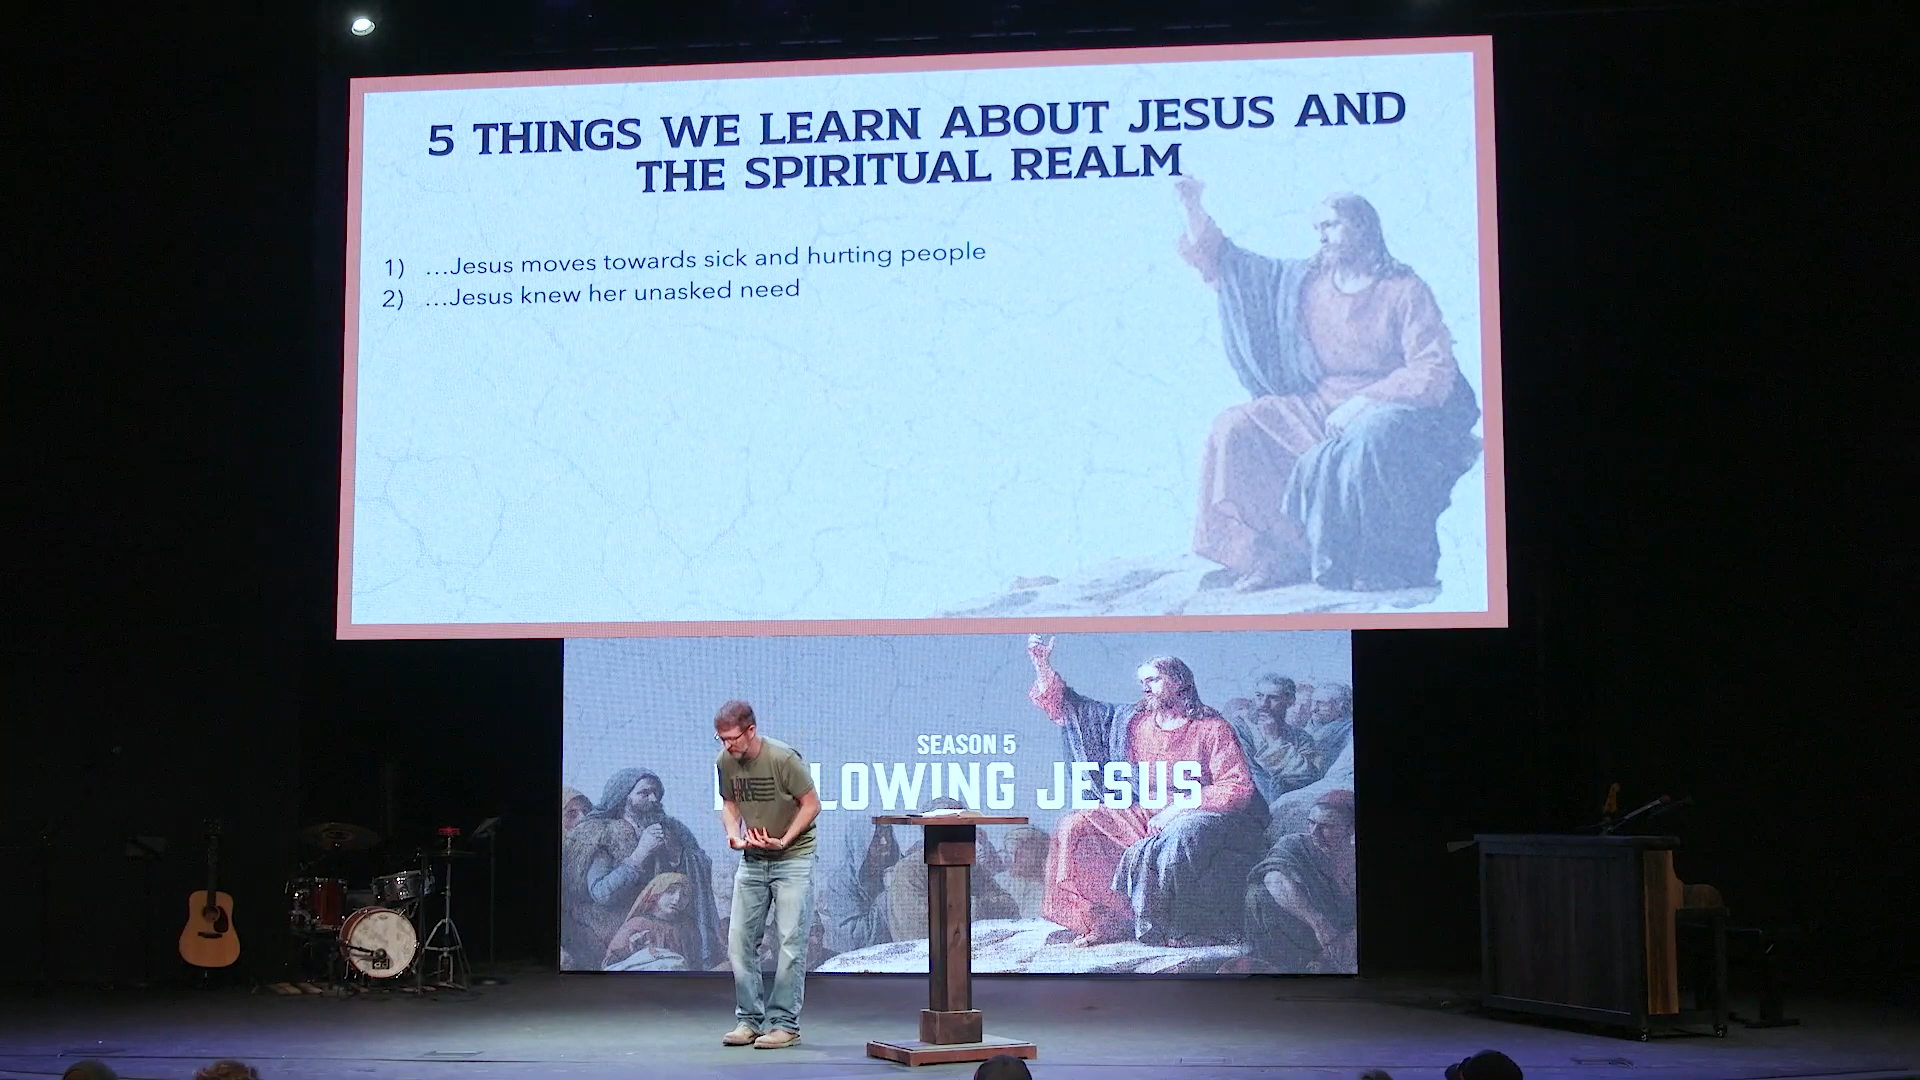 5 THINGS WE LEARN ABOUT JESUS AND
THE SPIRITUAL REALM
1) ...Jesus moves towards sick and hurting people
2) ...Jesus knew her unasked need
SEASON 5
LOWING JESUS